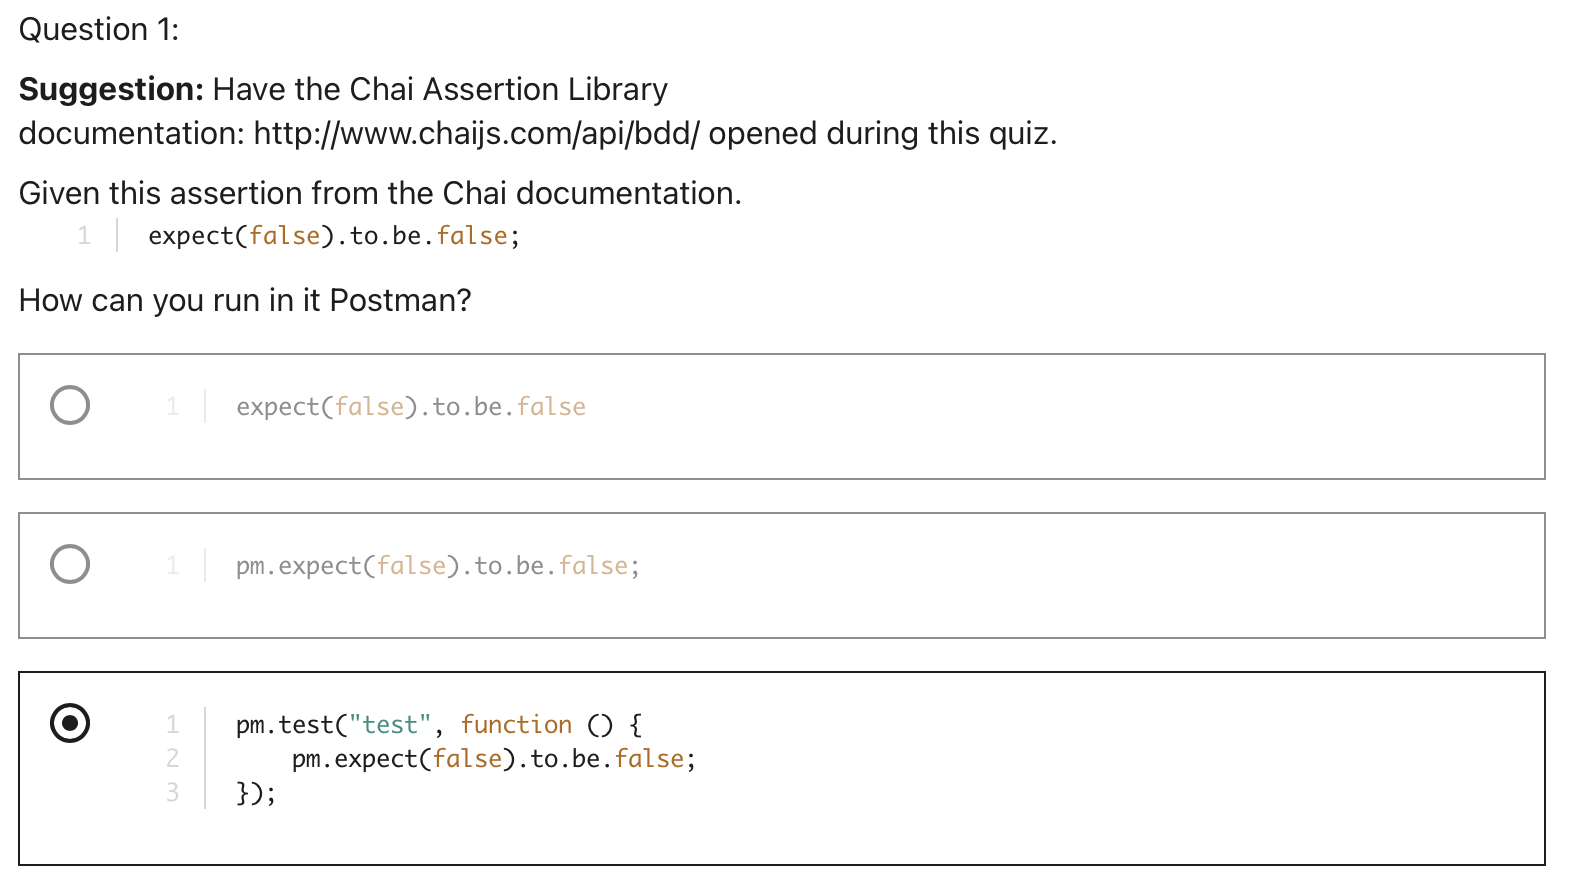 Question 1:
Suggestion: Have the Chai Assertion Library
documentation: http://www.chaijs.com/api/bdd/ opened during this quiz.
Given this assertion from the Chai documentation.
1 expect(false).to.be.false;
How can you run in it Postman?
1 expect(false).to.be.false
1 pm.expect(false).to.be.false;
1 pm.test("test", function () {
2 pm.expect(false).to.be.false;
3 });